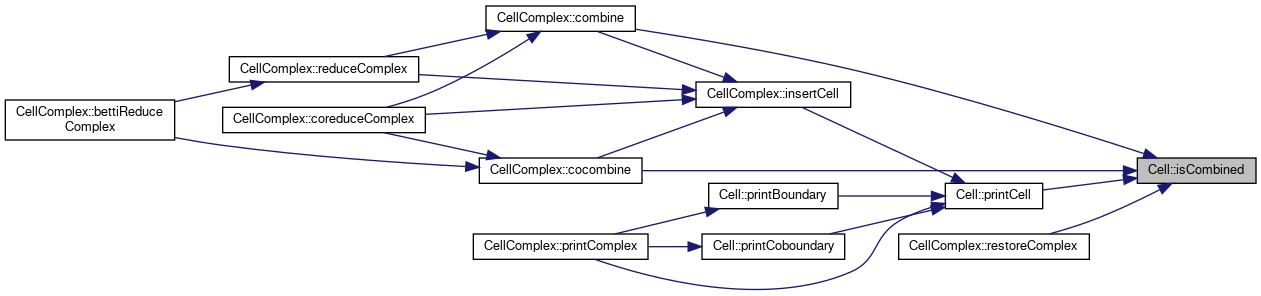 CellComplex::combine
CellComplex::reduceComplex
CellComplex::insertCell
CellComplex::bettiReduce
Complex
CellComplex::coreduceComplex
CellComplex::cocombine
Cell::isCombined
Cell::printBoundary
Cell::printCell
CellComplex::printComplex
Cell::printCoboundary
CellComplex::restoreComplex